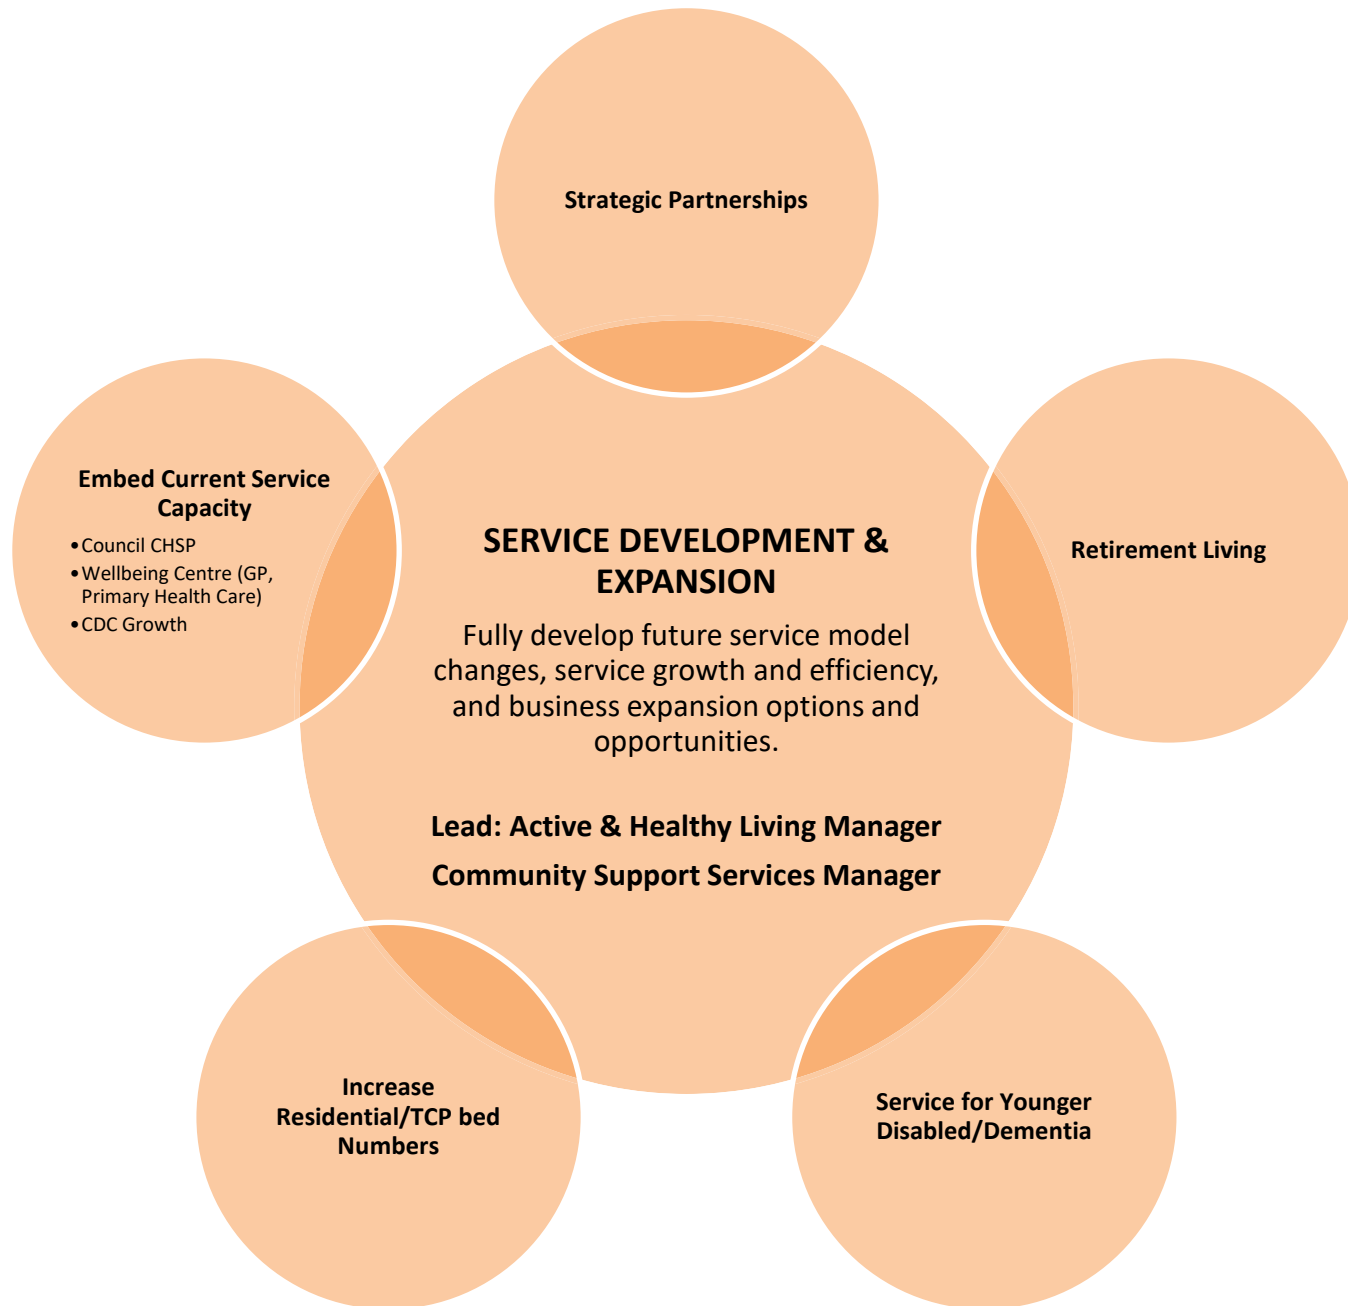 Strategic Partnerships
Embed Current Service
Capacity
•Council CHSP
•Wellbeing Centre (GP,
Primary Health Care)
•CDC Growth
SERVICE DEVELOPMENT &
EXPANSION
Fully develop future service model
changes, service growth and efficiency,
and business expansion options and
opportunities.
Lead: Active & Healthy Living Manager
Community Support Services Manager
Retirement Living
Increase
Residential/TCP bed
Numbers
Service for Younger
Disabled/Dementia